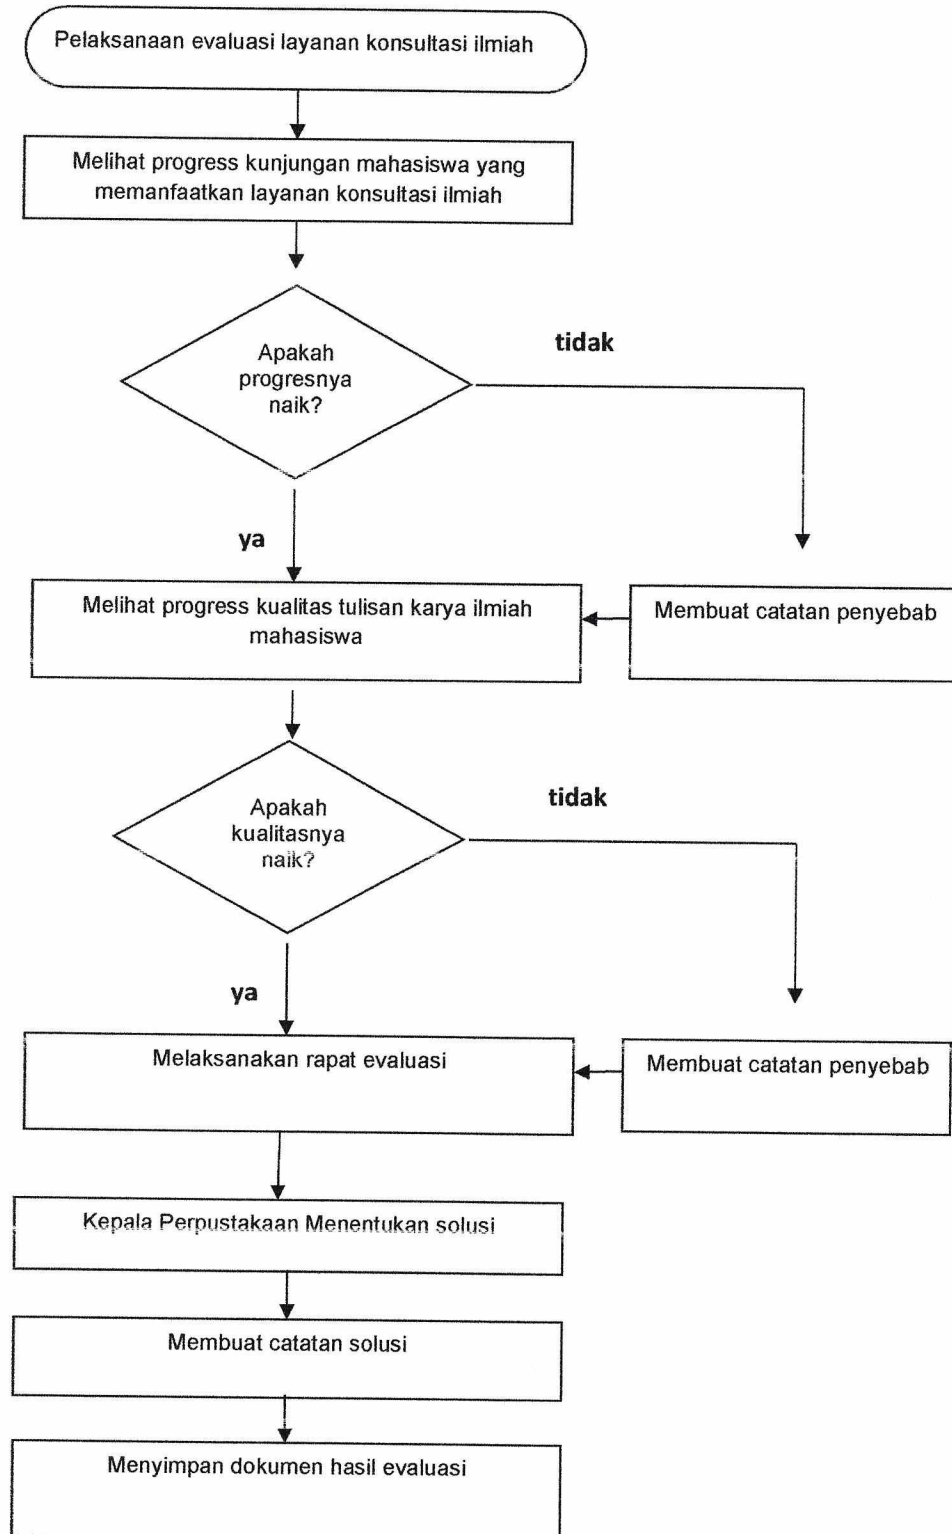 Pelaksanaan evaluasi layanan konsultasi ilmiah
Melihat progress kunjungan mahasiswa yang
memanfaatkan layanan konsultasi ilmiah
Apakah
progresnya
naik?
tidak
ya
Melihat progress kualitas tulisan karya ilmiah
mahasiswa
Membuat catatan penyebab
Apakah
kualitasnya
naik?
tidak
ya
Melaksanakan rapat evaluasi
Membuat catatan penyebab
Kepala Perpustakaan Menentukan solusi
Membuat catatan solusi
Menyimpan dokumen hasil evaluasi